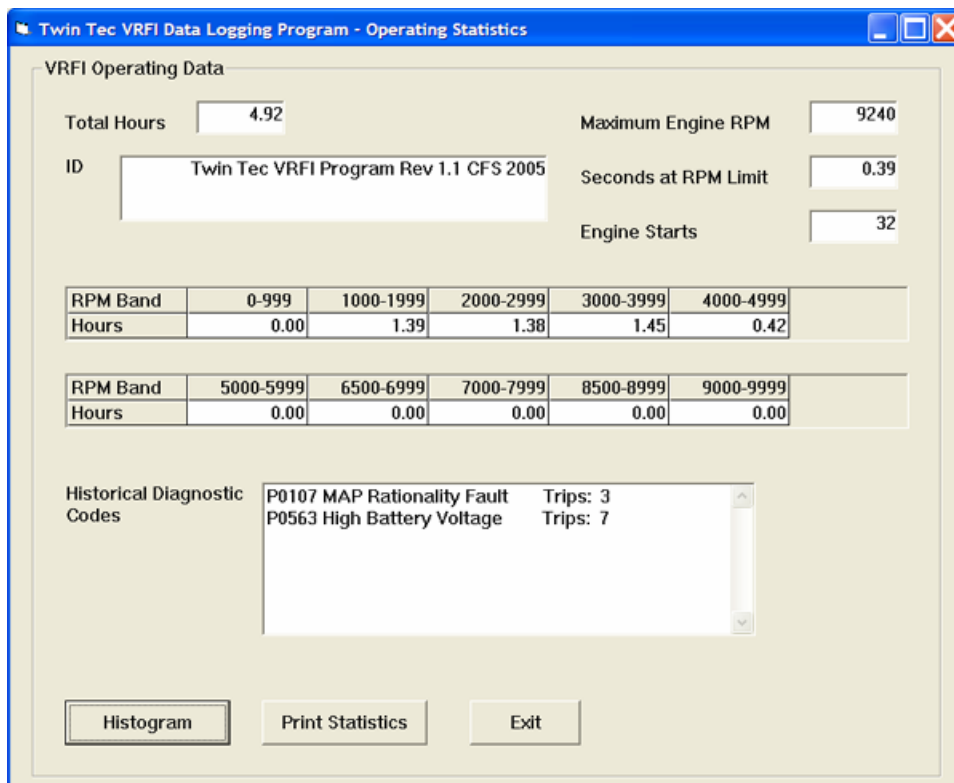 Twin Tec VRFI Data Logging Program - Operating Statistics
VRFI Operating Data
Total Hours 4.92 Maximum Engine RPM 9240
ID Twin Tec VRFI Program Rev 1.1 CFS 2005 Seconds at RPM Limit 0.39
Engine Starts 32
RPM Band 0-999 1000-1999 2000-2999 3000-3999 4000-4999
Hours 0.00 1.39 1.38 1.45 0.42
RPM Band 5000-5999 6500-6999 7000-7999 8500-8999 9000-9999
Hours 0.00 0.00 0.00 0.00 0.00
Historical Diagnostic Codes
P0107 MAP Rationality Fault Trips: 3
P0563 High Battery Voltage Trips: 7
Histogram Print Statistics Exit